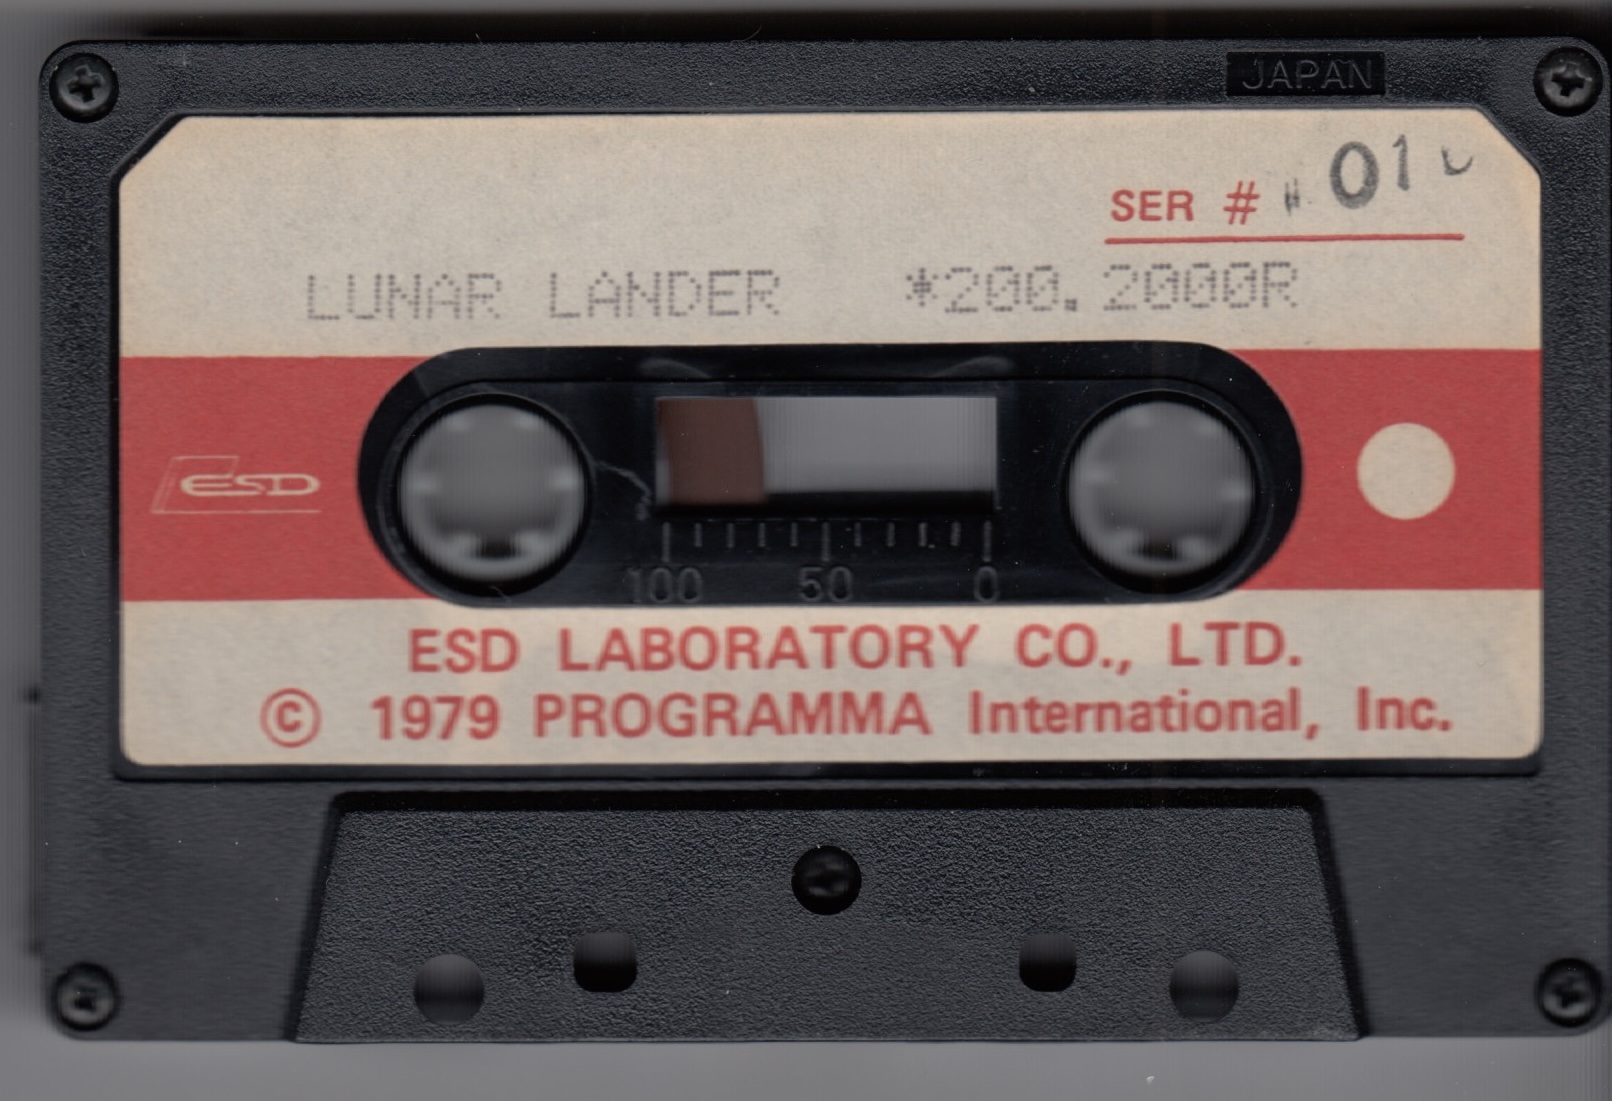 JAPAN
SER # 01
LUNAR LANDER *200.2000R
ESD
100 50 0
ESD LABORATORY CO., LTD.
© 1979 PROGRAMMA International, Inc.